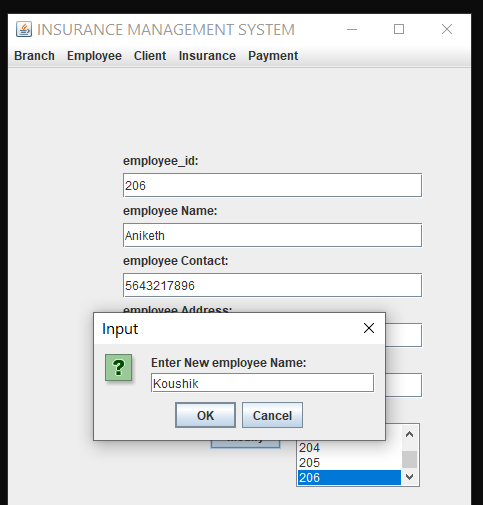 INSURANCE MANAGEMENT SYSTEM
Branch Employee Client Insurance Payment
employee_id:
206
employee Name:
Aniketh
employee Contact:
5643217896
employee Address:
Input
?
Enter New employee Name:
Koushik
OK Cancel
Modify
204
205
206